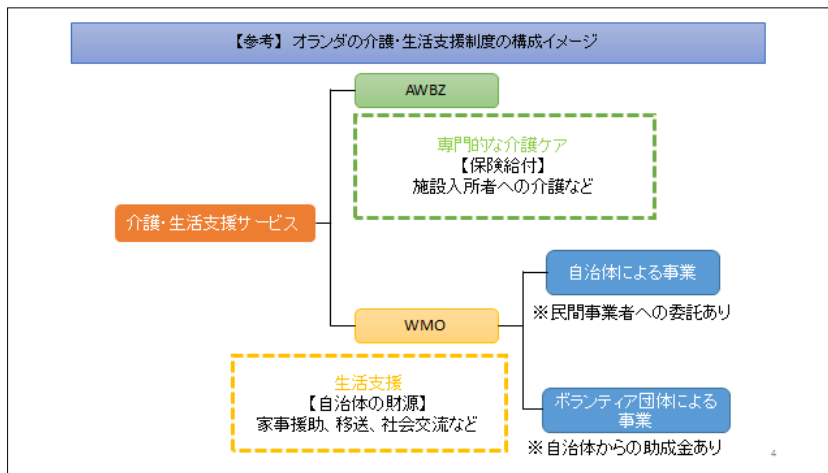 【参考】オランダの介護・生活支援制度の構成イメージ
AWBZ
専門的な介護ケア
【保険給付】
施設入所者への介護など
介護・生活支援サービス
自治体による事業
※民間事業者への委託あり
WMO
生活支援
【自治体の財源】
家事援助、移送、社会交流など
ボランティア団体による
事業
※自治体からの助成金あり
4